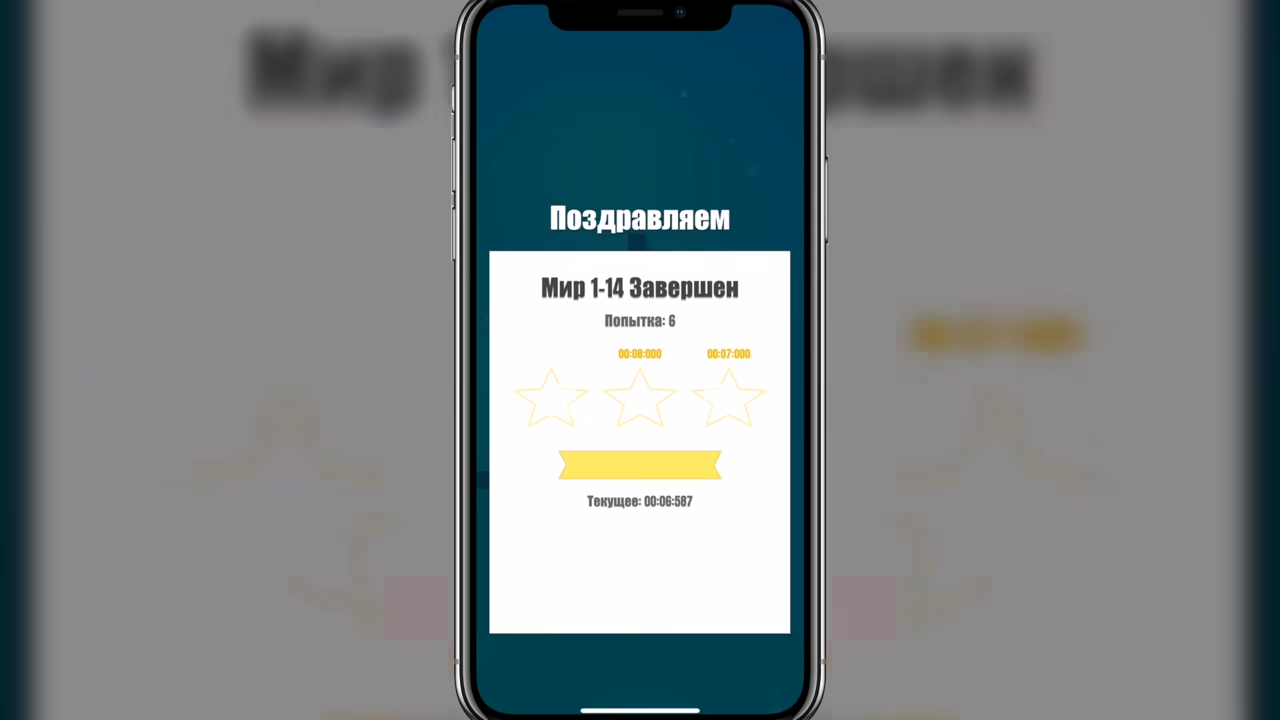 Поздравляем
Мир 1-14 Завершен
Попытка: 6
00:08:000 00:07:000
Текущее: 00:06:587